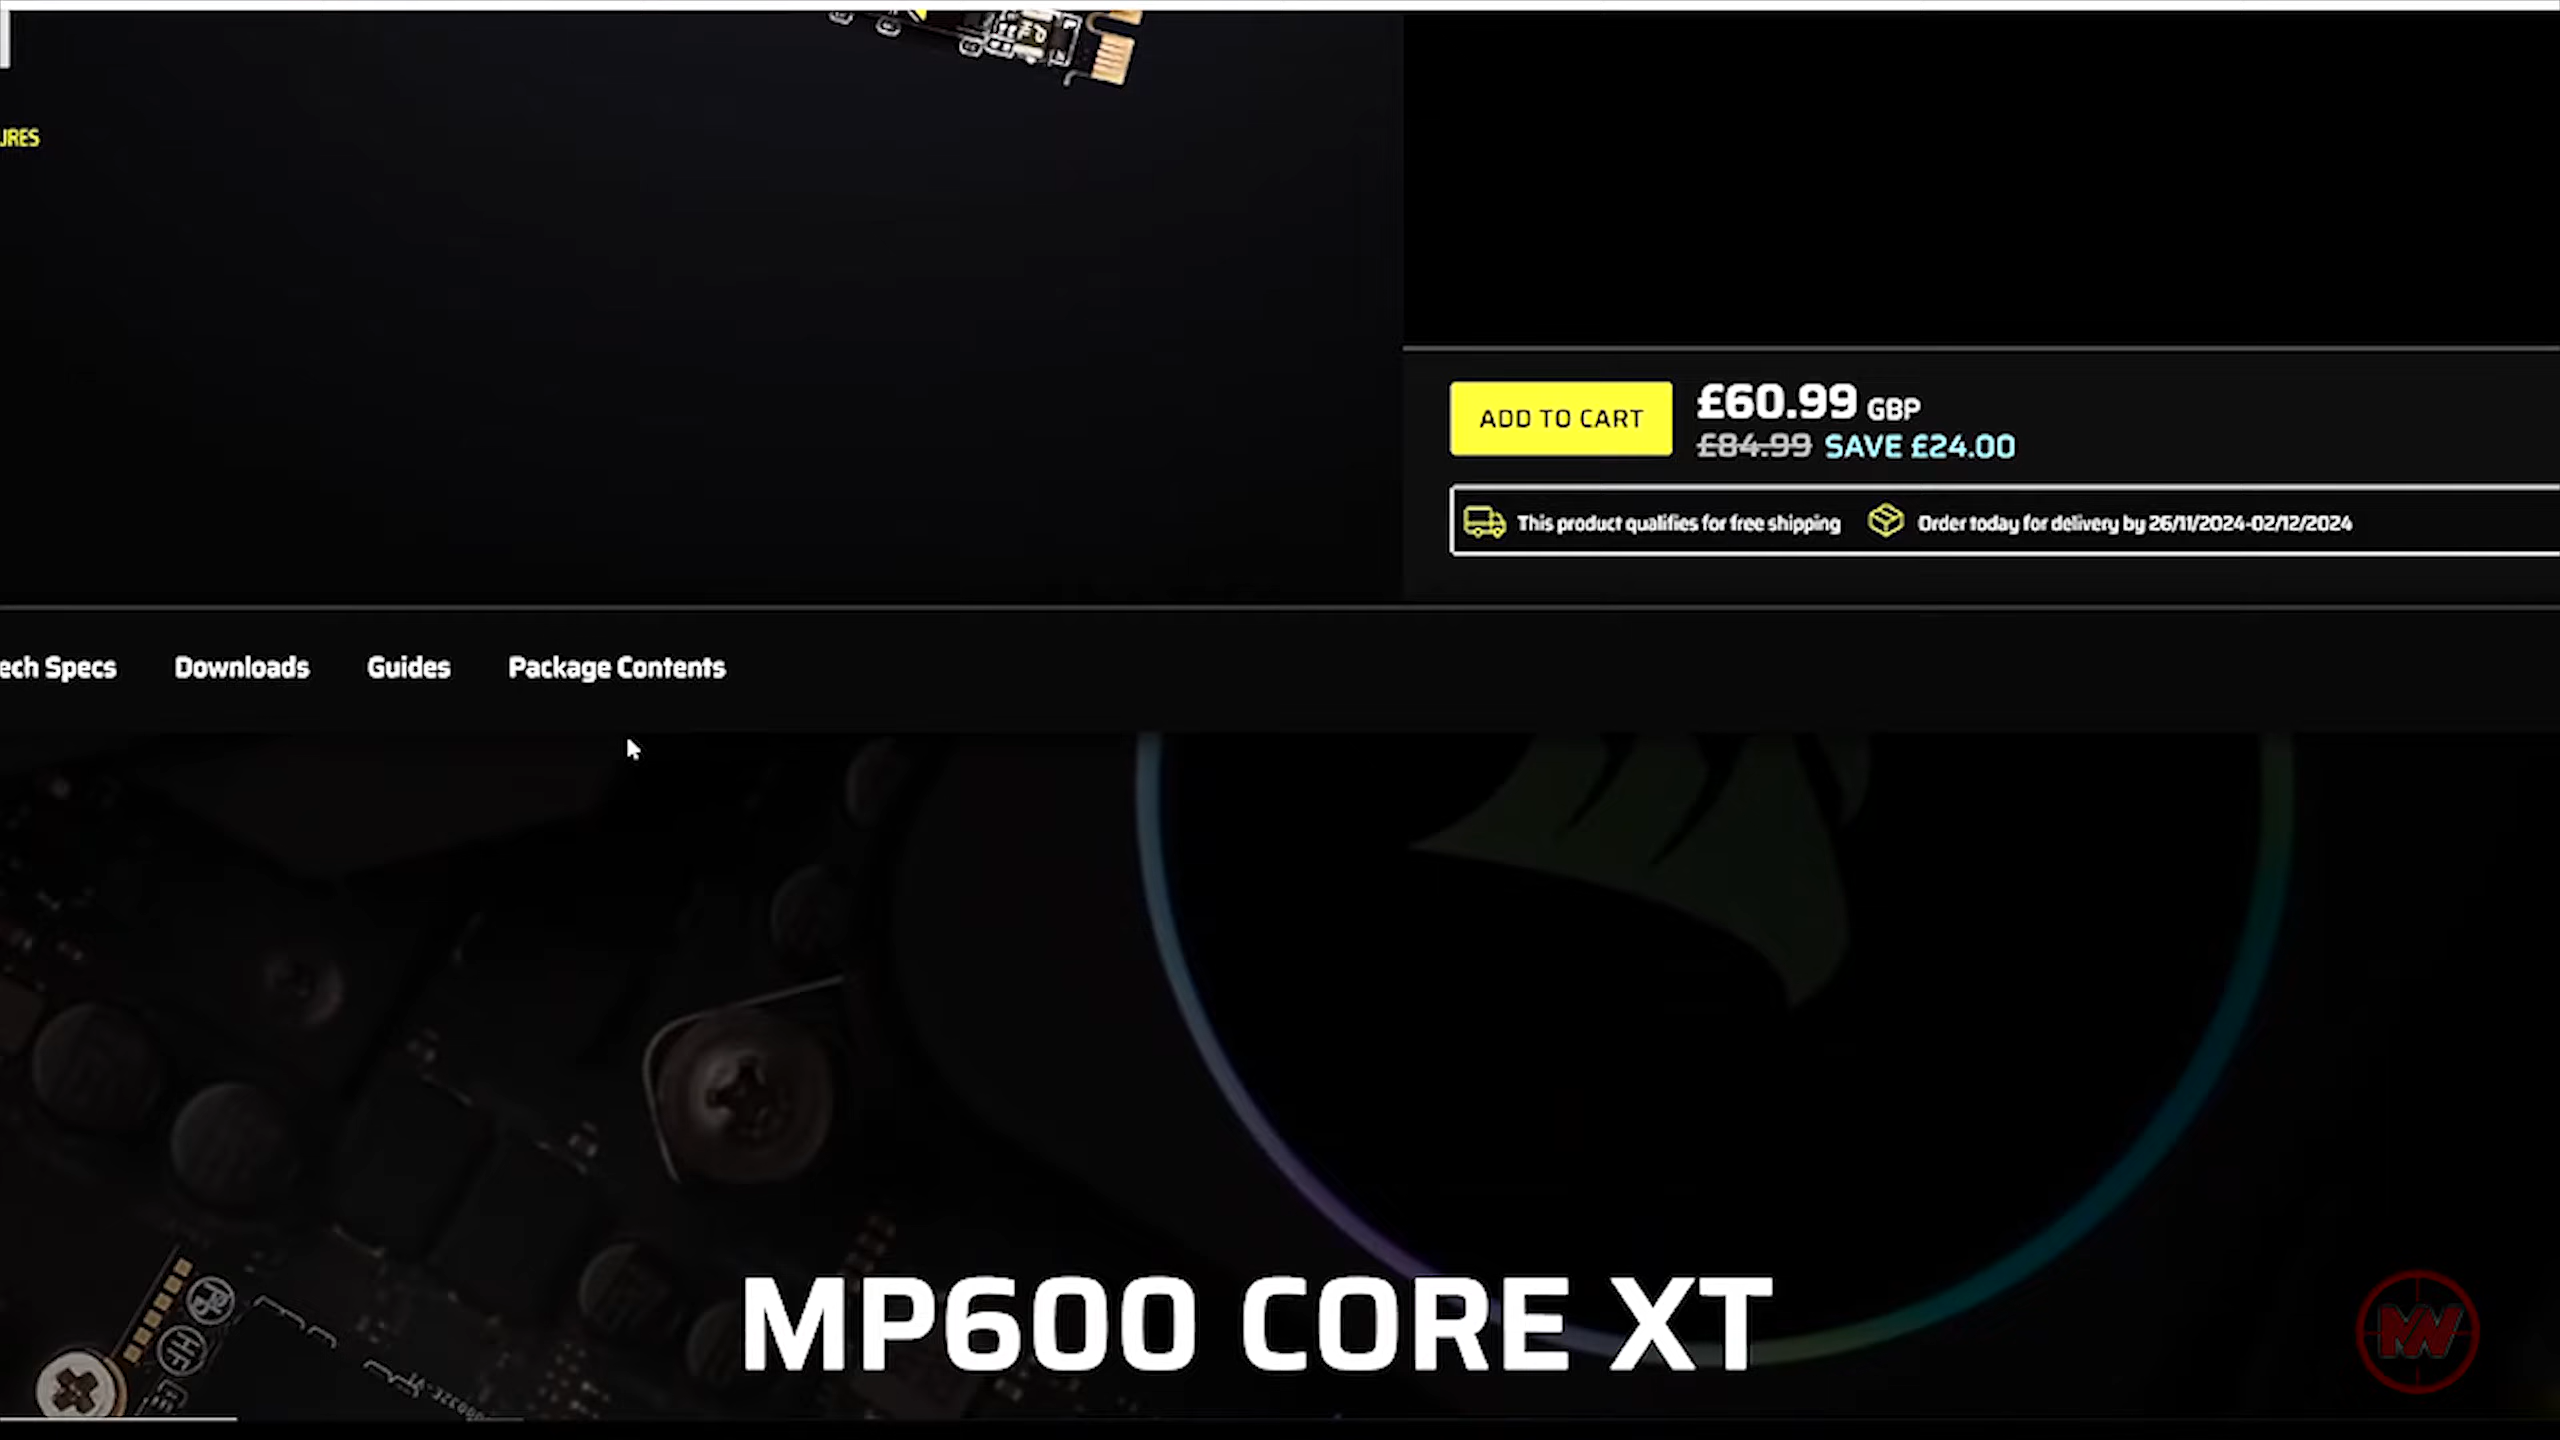 URES
ADD TO CART
£60.99 GBP
£84.99 SAVE £24.00
This product qualifies for free shipping
Order today for delivery by 26/11/2024-02/12/2024
ech Specs
Downloads
Guides
Package Contents
MP600 CORE XT